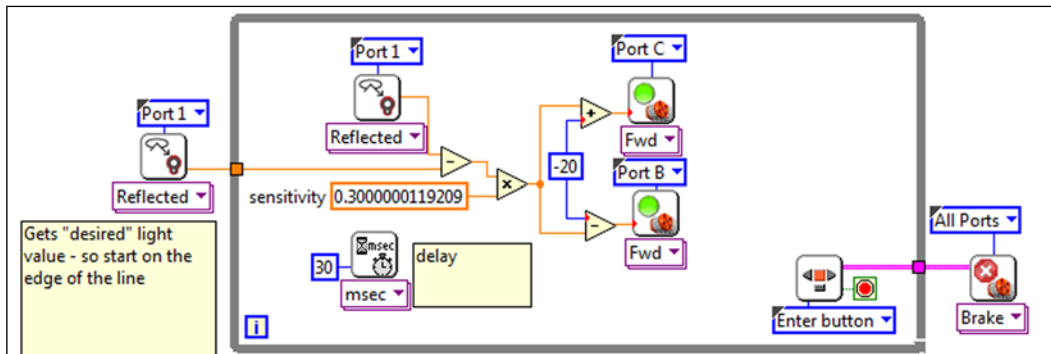 Port 1
Reflected
Gets "desired" light
value - so start on the
edge of the line
Port 1
Reflected
sensitivity 0.3000000119209
30
msec
msec
delay
-
x
+
-20
-
Port C
Fwd
Port B
Fwd
i
Enter button
All Ports
Brake